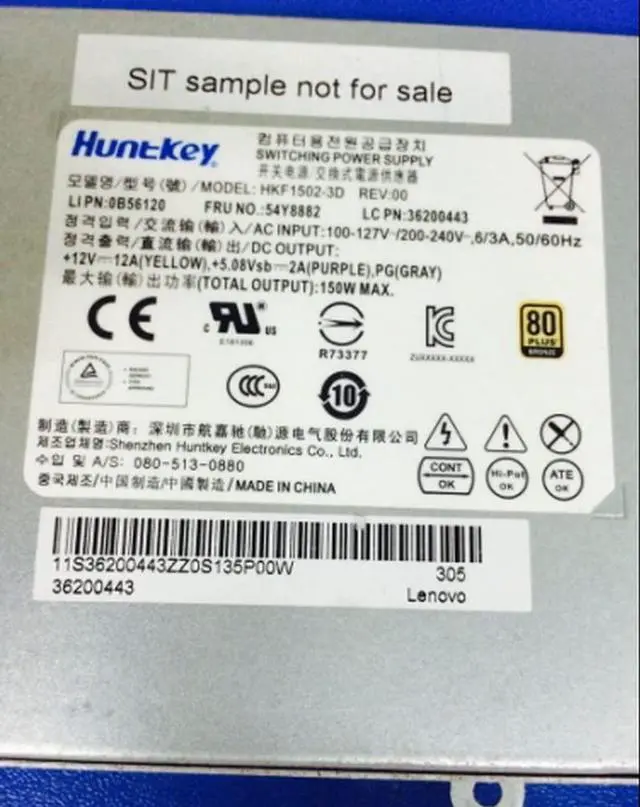 SIT sample not for sale
Huntkey
컴퓨터용전원공급장치
SWITCHING POWER SUPPLY
开关电源/交换式電源供應器
모델명/型号(號)/MODEL: HKF1502-3D REV:00
LI PN:0B56120 FRU NO.:54Y8882 LC PN:36200443
정격입력/交流输(輸)入/AC INPUT:100-127V~/200-240V~,6/3A,50/60Hz
정격출력/直流输(輸)出/DC OUTPUT:
+12V⎓12A(YELLOW),+5.08Vsb⎓2A(PURPLE),PG(GRAY)
最大输(輸)出功率(TOTAL OUTPUT):150W MAX.
CE
c RU US
R73377
KC
80
PLUS
BRONZE
CCC
10
制造(製造)商: 深圳市航嘉驰(馳)源电气股份有限公司
제조업체명:Shenzhen Huntkey Electronics Co., Ltd.
수입 및 A/S: 080-513-0880
중국제조/中国制造/中國製造/MADE IN CHINA
CONT
OK
Hi-Pot
OK
ATE
OK
11S36200443ZZ0S135P00W
305
36200443
Lenovo